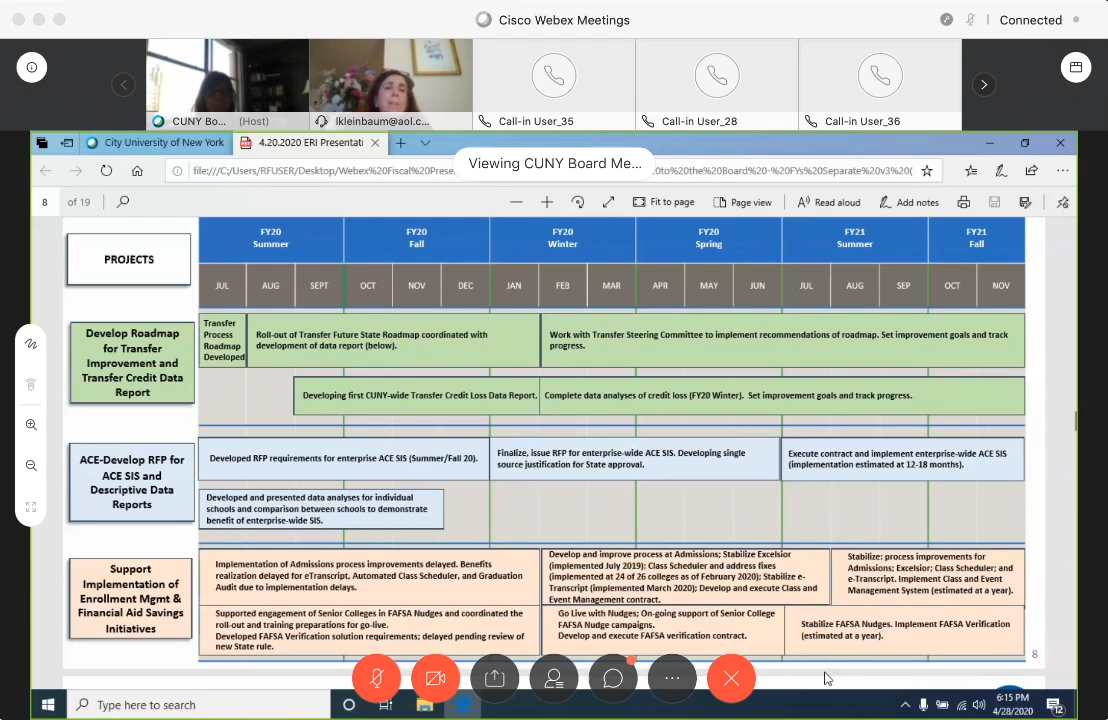 Cisco Webex Meetings
Connected
CUNY Bo... (Host)
lkleinbaum@aol.c...
Call-in User_35
Call-in User_28
Call-in User_36
City University of New York
4.20.2020 ERI Presentati
Viewing CUNY Board Me...
file:///C:/Users/RFUSER/Desktop/Webex%20Fiscal%20Prese
.0to%20the%20Board%20-%20FYs%20Separate%20v3%20(
8 of 19
Fit to page
Page view
Read aloud
Add notes
PROJECTS
FY20 Summer
FY20 Fall
FY20 Winter
FY20 Spring
FY21 Summer
FY21 Fall
JUL AUG SEPT OCT NOV DEC JAN FEB MAR APR MAY JUN JUL AUG SEP OCT NOV
Develop Roadmap
for Transfer
Improvement and
Transfer Credit Data
Report
Transfer
Process
Roadmap
Developed
Roll-out of Transfer Future State Roadmap coordinated with
development of data report (below).
Work with Transfer Steering Committee to implement recommendations of roadmap. Set improvement goals and track
progress.
Developing first CUNY-wide Transfer Credit Loss Data Report.
Complete data analyses of credit loss (FY20 Winter). Set improvement goals and track progress.
ACE-Develop RFP for
ACE SIS and
Descriptive Data
Reports
Developed RFP requirements for enterprise ACE SIS (Summer/Fall 20).
Finalize, issue RFP for enterprise-wide ACE SIS. Developing single
source justification for State approval.
Execute contract and implement enterprise-wide ACE SIS
(implementation estimated at 12-18 months).
Developed and presented data analyses for individual
schools and comparison between schools to demonstrate
benefit of enterprise-wide SIS.
Support
Implementation of
Enrollment Mgmt &
Financial Aid Savings
Initiatives
Implementation of Admissions process improvements delayed. Benefits
realization delayed for eTranscript, Automated Class Scheduler, and Graduation
Audit due to implementation delays.
Develop and improve process at Admissions; Stabilize Excelsior
(implemented July 2019); Class Scheduler and address fixes
(implemented at 24 of 26 colleges as of February 2020); Stabilize e-
Transcript (implemented March 2020); Develop and execute Class and
Event Management contract.
Stabilize: process improvements for
Admissions; Excelsior; Class Scheduler; and
e-Transcript. Implement Class and Event
Management System (estimated at a year).
Supported engagement of Senior Colleges in FAFSA Nudges and coordinated the
roll-out and training preparations for go-live.
Developed FAFSA Verification solution requirements; delayed pending review of
new State rule.
Go Live with Nudges; On-going support of Senior College
FAFSA Nudge campaigns.
Develop and execute FAFSA verification contract.
Stabilize FAFSA Nudges. Implement FAFSA Verification
(estimated at a year).
8
Type here to search
6:15 PM
4/28/2020
12